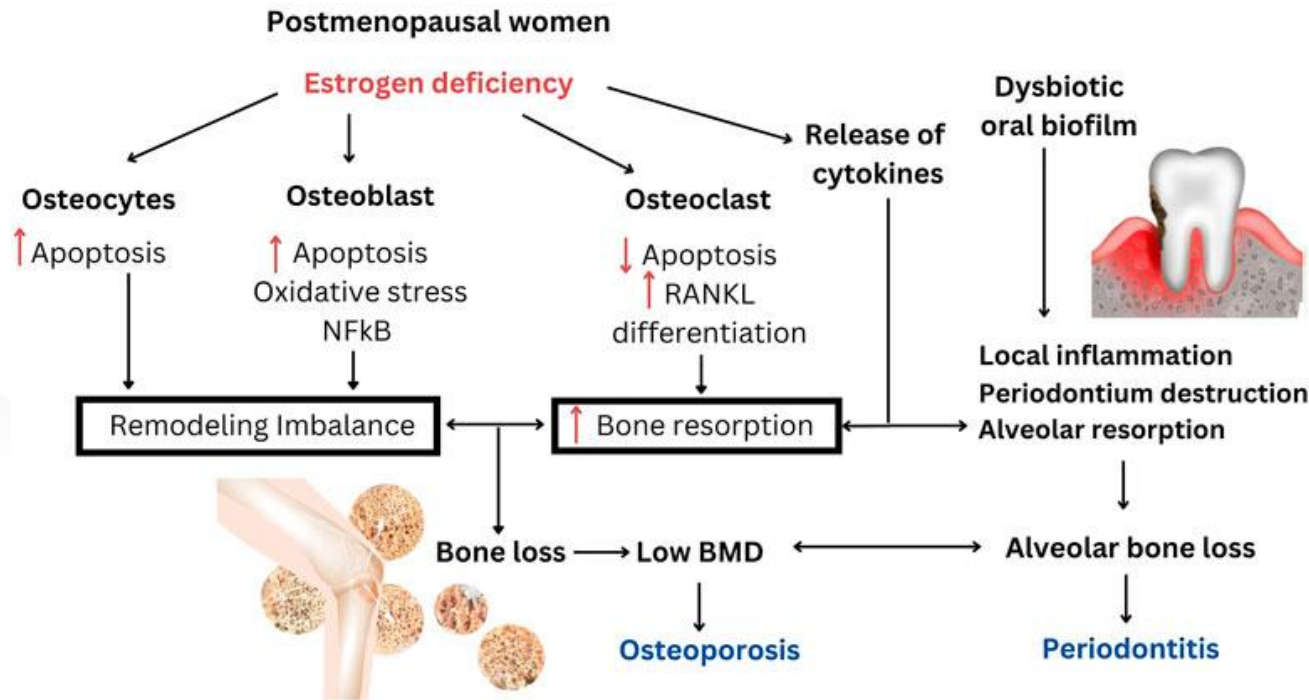 Postmenopausal women
Estrogen deficiency
Dysbiotic
oral biofilm
Release of
cytokines
Osteocytes
↑ Apoptosis
Osteoblast
↑ Apoptosis
Oxidative stress
NFkB
Osteoclast
↓ Apoptosis
↑ RANKL
differentiation
Local inflammation
Periodontium destruction
Alveolar resorption
Remodeling Imbalance
↑ Bone resorption
Bone loss
Low BMD
Alveolar bone loss
Osteoporosis
Periodontitis